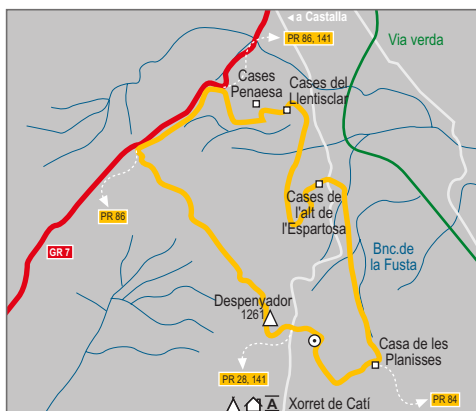 ◄ a Castalla
PR 86, 141
Via verda
Cases
Penaesa
Cases del
Llentisclar
Cases de
l'alt de
l'Espartosa
PR 86
GR 7
Bnc.de
la Fusta
Despenyador
1261
Casa de les
Planisses
PR 28, 141
A
Xorret de Catí
PR 84